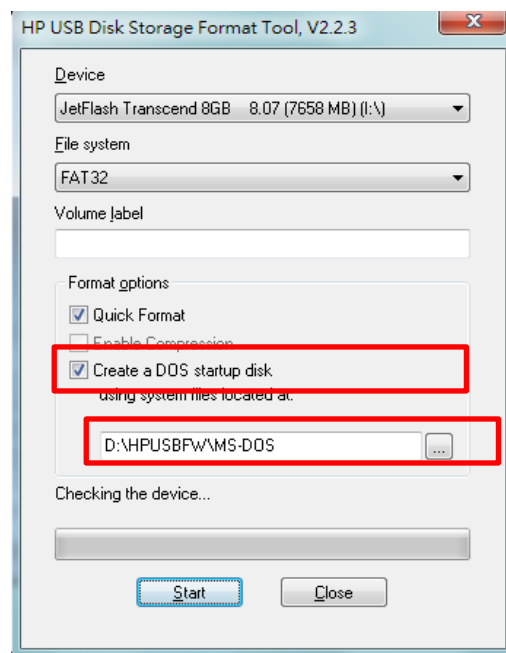 HP USB Disk Storage Format Tool, V2.2.3
Device
JetFlash Transcend 8GB 8.07 (7658 MB) (I:\)
File system
FAT32
Volume label
Format options
Quick Format
Enable Compression
Create a DOS startup disk
using system files located at:
D:\HPUSBFW\MS-DOS
...
Checking the device...
Start
Close